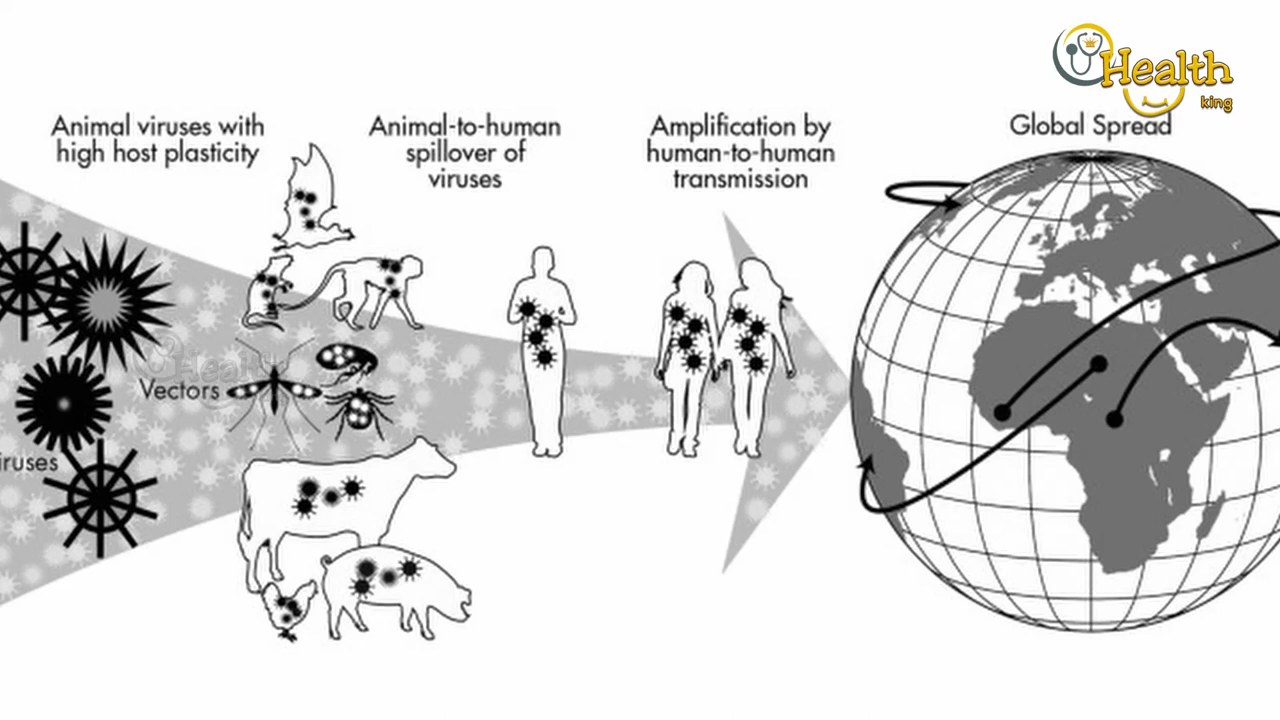 Health
king
Animal viruses with
high host plasticity
Animal-to-human
spillover of
viruses
Amplification by
human-to-human
transmission
Global Spread
Health
Vectors
iruses